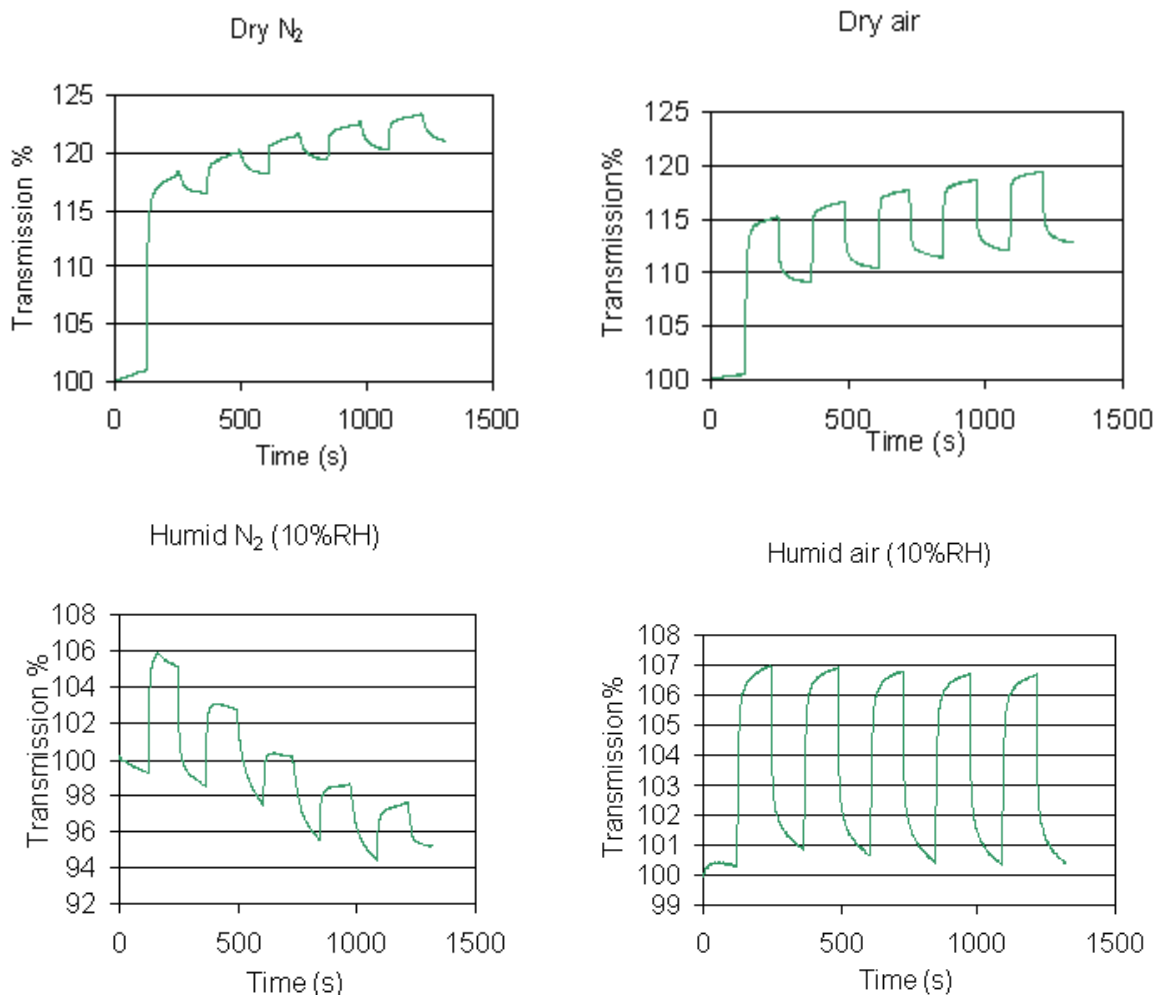 Dry N₂
125
120
115
110
105
100
Transmission %
0 500 1000 1500
Time (s)
Dry air
125
120
115
110
105
100
Transmission%
0 500 1000 1500
Time (s)
Humid N₂ (10%RH)
108
106
104
102
100
98
96
94
92
Transmission %
0 500 1000 1500
Time (s)
Humid air (10%RH)
108
107
106
105
104
103
102
101
100
99
Transmission%
0 500 1000 1500
Time (s)